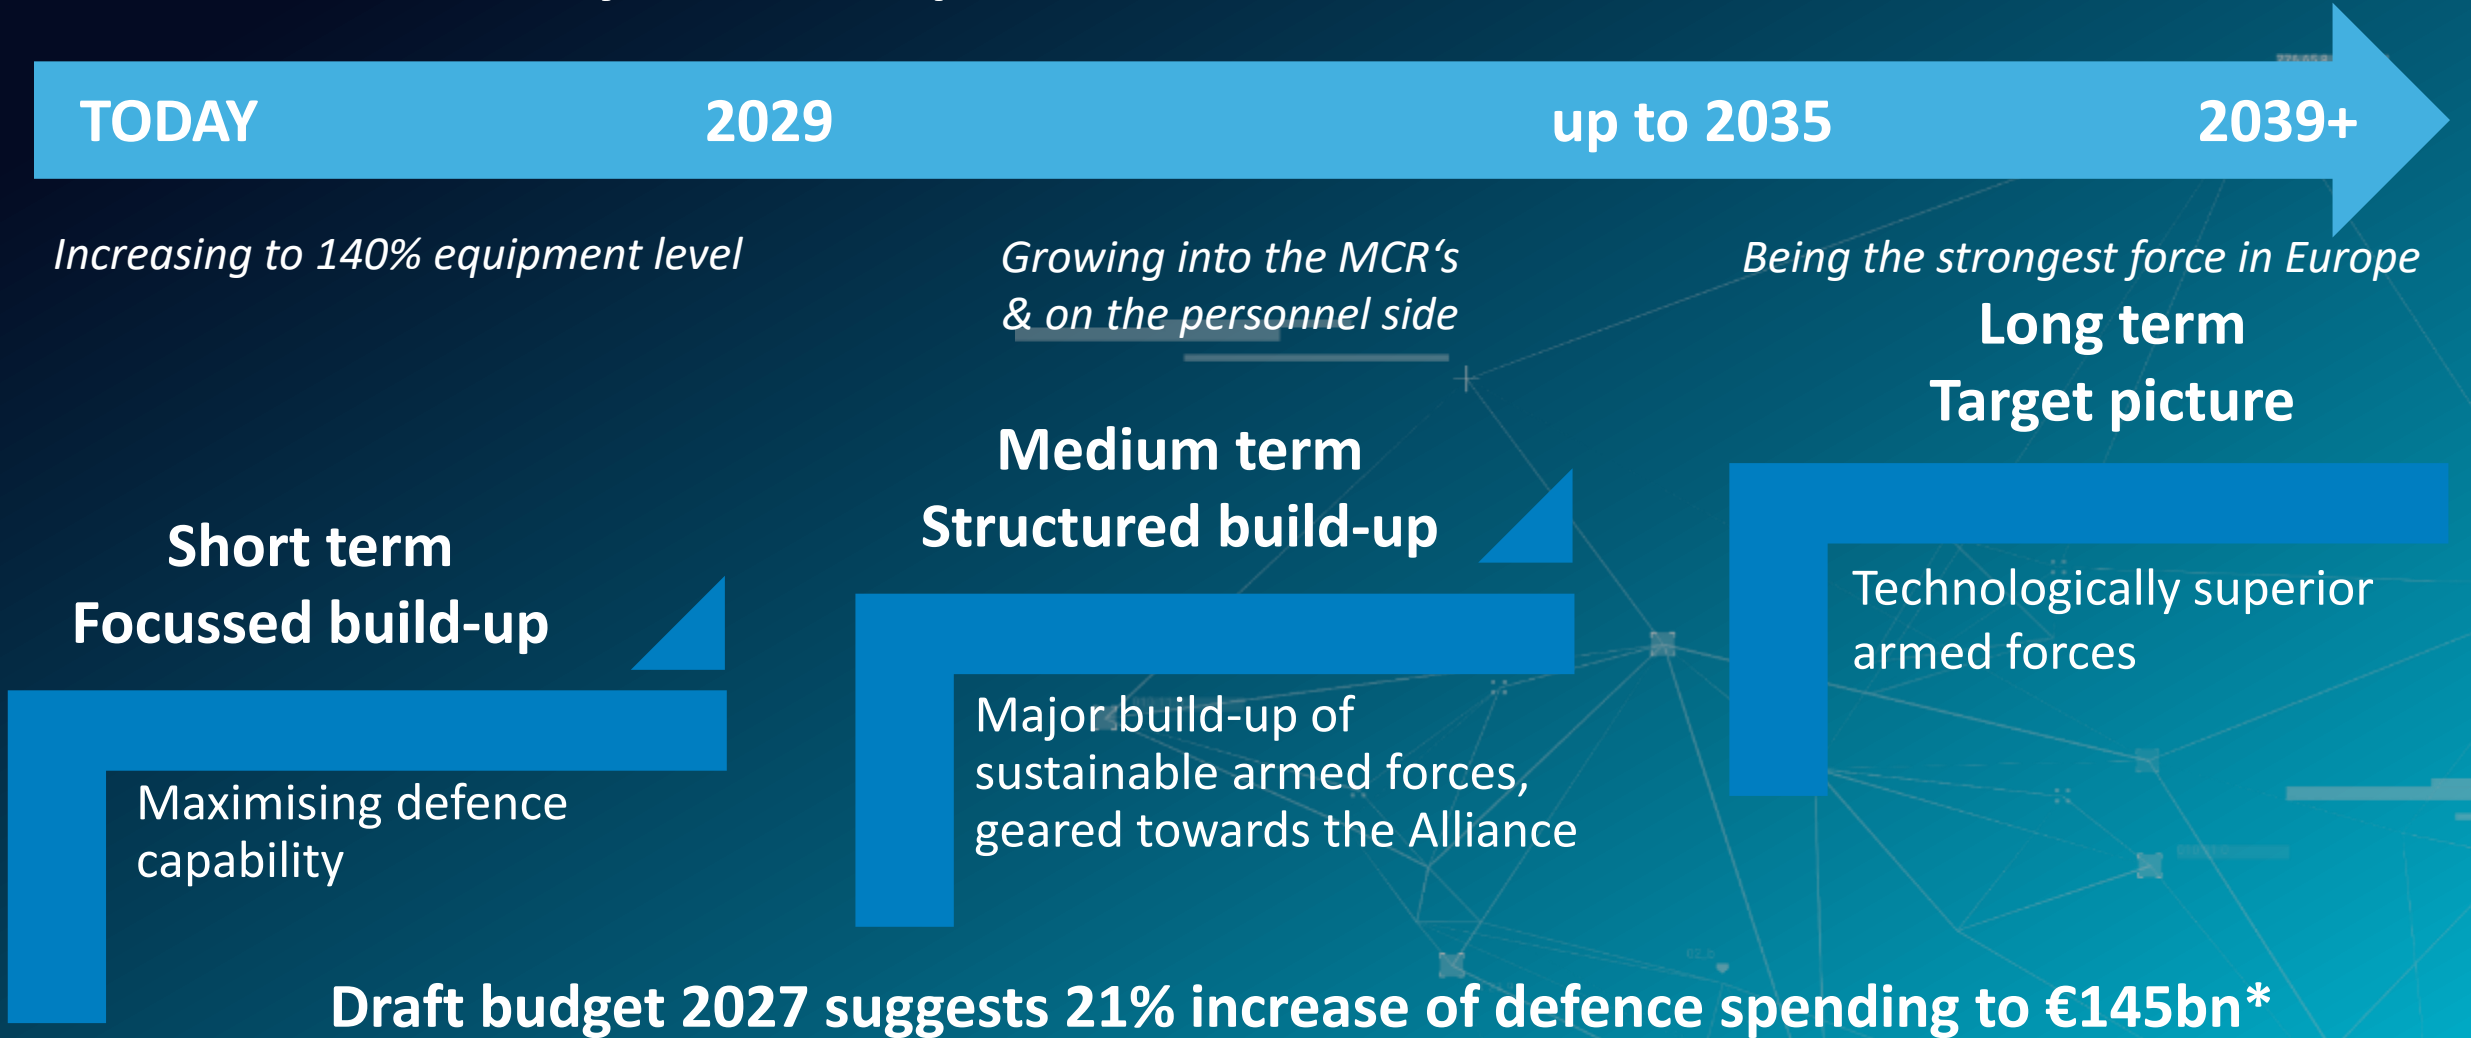 TODAY 2029 up to 2035 2039+
Increasing to 140% equipment level
Growing into the MCR‘s
& on the personnel side
Being the strongest force in Europe
Short term
Focussed build-up
Maximising defence
capability
Medium term
Structured build-up
Major build-up of
sustainable armed forces,
geared towards the Alliance
Long term
Target picture
Technologically superior
armed forces
Draft budget 2027 suggests 21% increase of defence spending to €145bn*